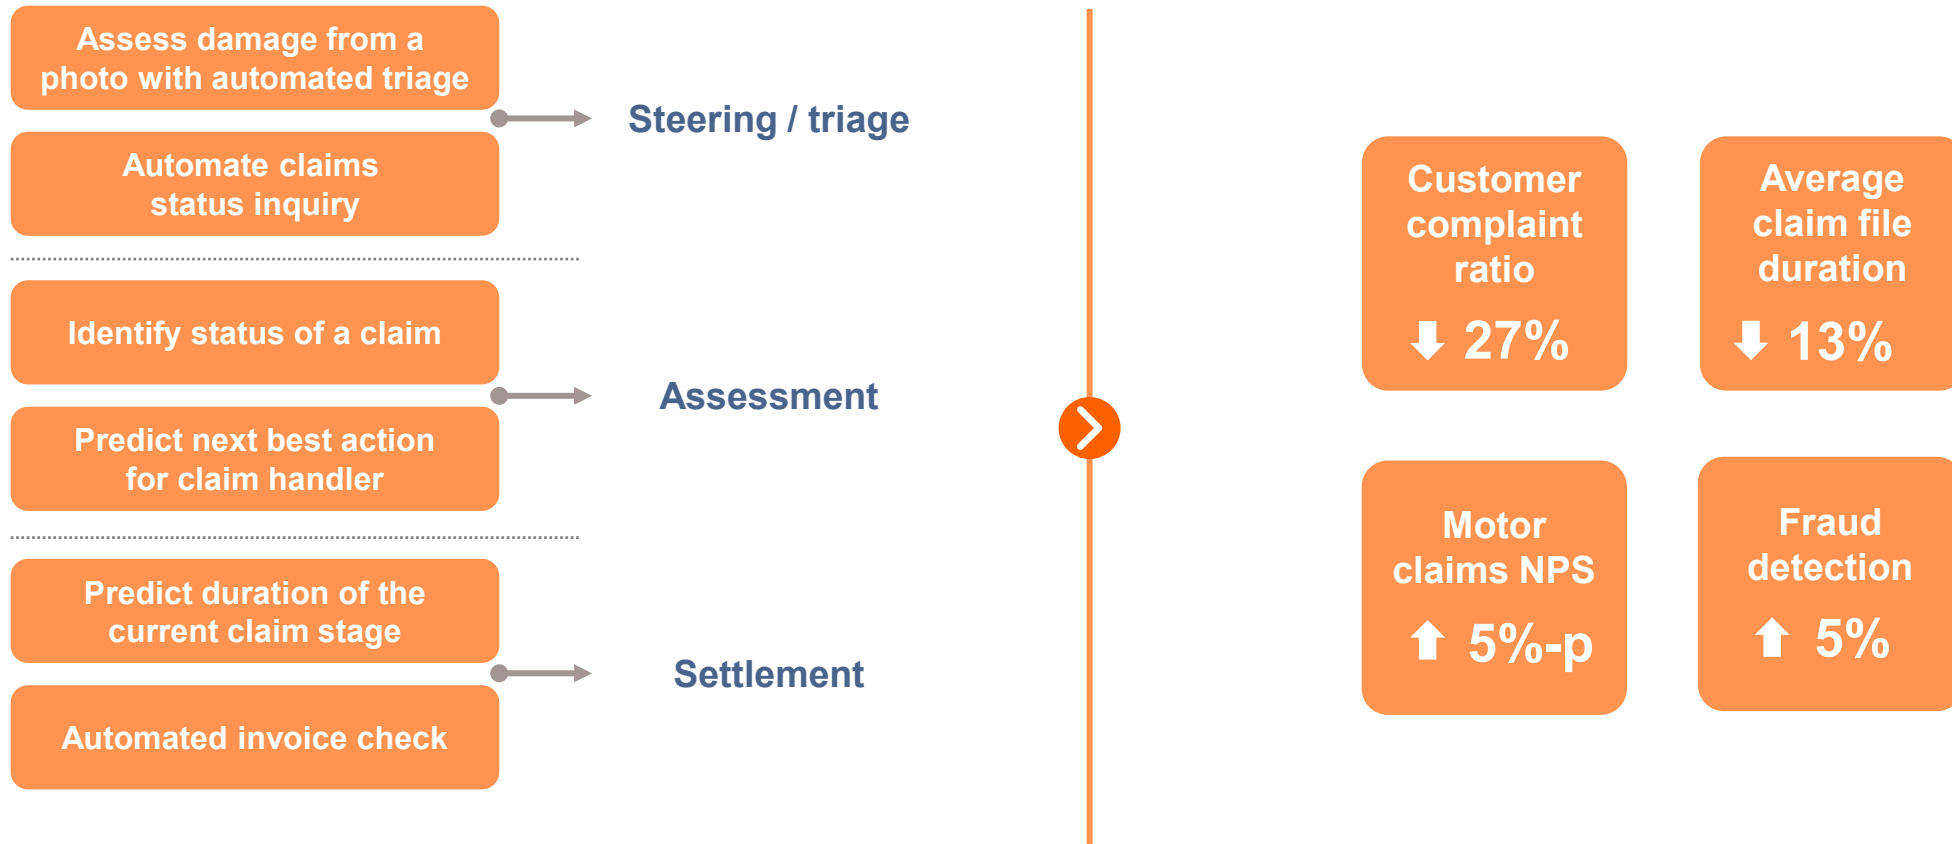 Assess damage from a
photo with automated triage
Automate claims
status inquiry
Steering / triage
Identify status of a claim
Predict next best action
for claim handler
Assessment
Predict duration of the
current claim stage
Automated invoice check
Settlement
Customer
complaint
ratio
27%
Average
claim file
duration
13%
Motor
claims NPS
5%-p
Fraud
detection
5%